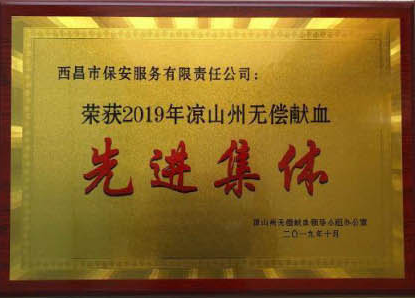 西昌市保安服务有限责任公司：
荣获2019年凉山州无偿献血
先进集体
凉山州无偿献血领导小组办公室
二〇一九年十月